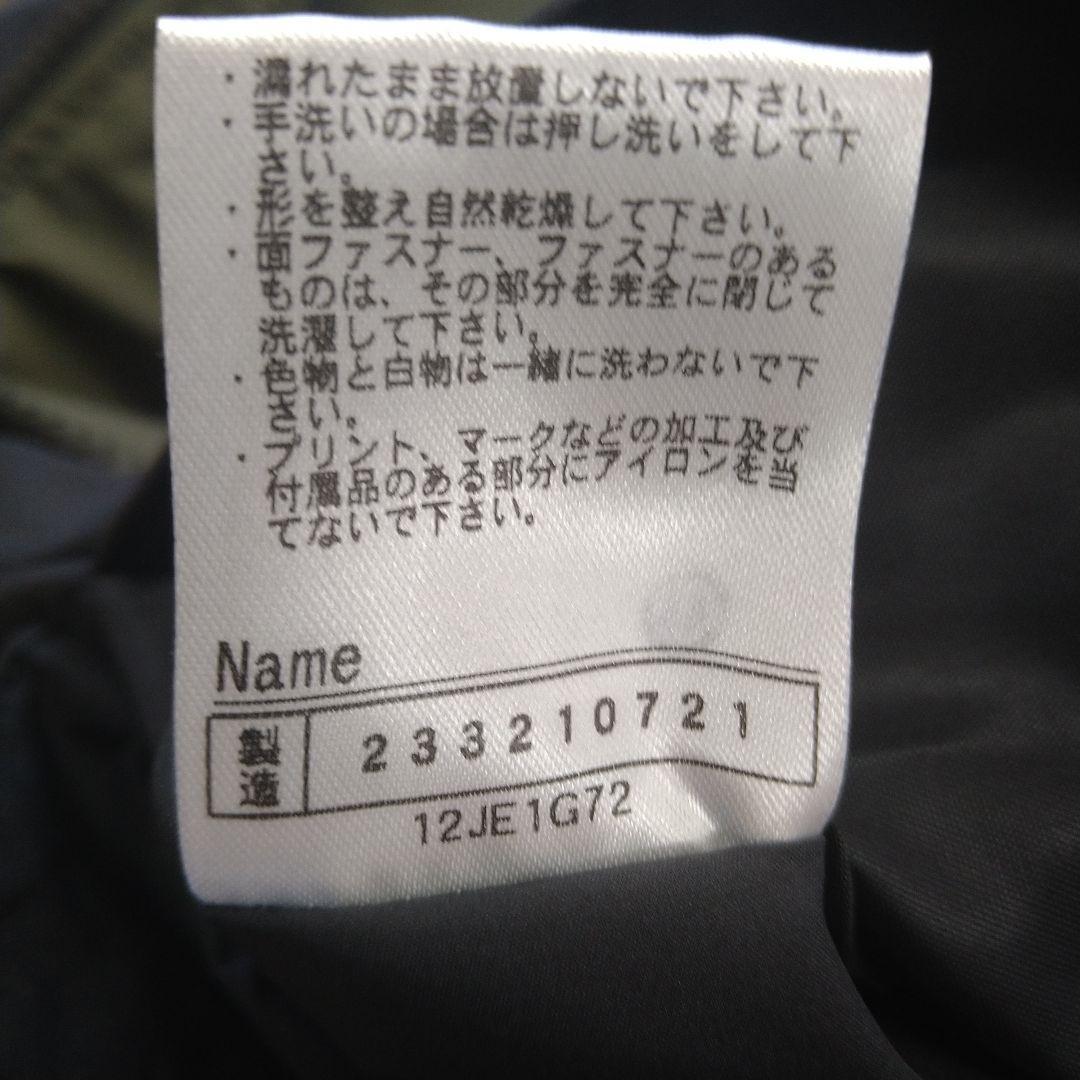 ・濡れたまま放置しないで下さい。
・手洗いの場合は押し洗いをして下
さい。
・形を整え自然乾燥して下さい。
・面ファスナー、ファスナーのある
ものは、その部分を完全に閉じて
洗濯して下さい。
・色物と白物は一緒に洗わないで下
さい。
・プリント、マークなどの加工及び
付属品のある部分にアイロンを当
てないで下さい。
Name
製造 233210721
12JE1G72